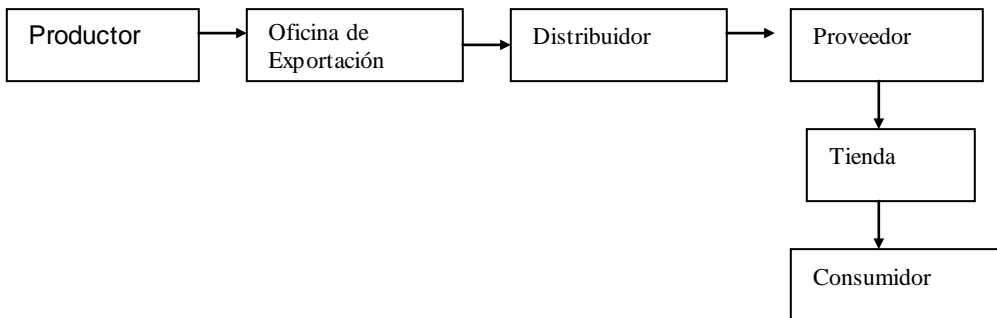 Productor
Oficina de
Exportación
Distribuidor
Proveedor
Tienda
Consumidor